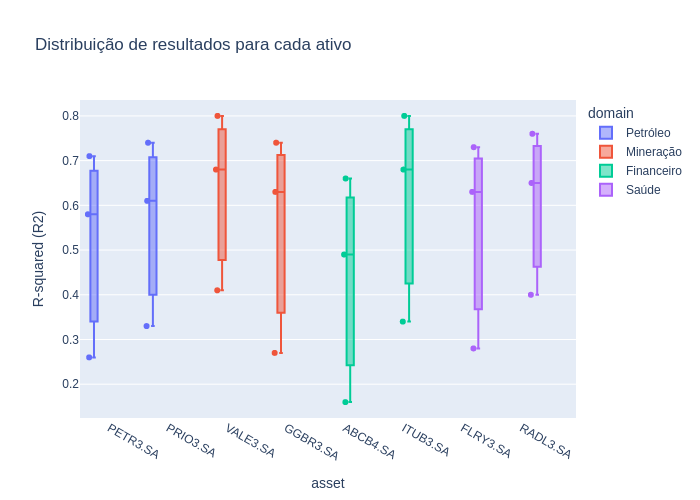 Distribuição de resultados para cada ativo
domain
Petróleo
Mineração
Financeiro
Saúde
R-squared (R2)
0.8
0.7
0.6
0.5
0.4
0.3
0.2
PETR3.SA
PRIO3.SA
VALE3.SA
GGBR3.SA
ABCB4.SA
ITUB3.SA
FLRY3.SA
RADL3.SA
asset